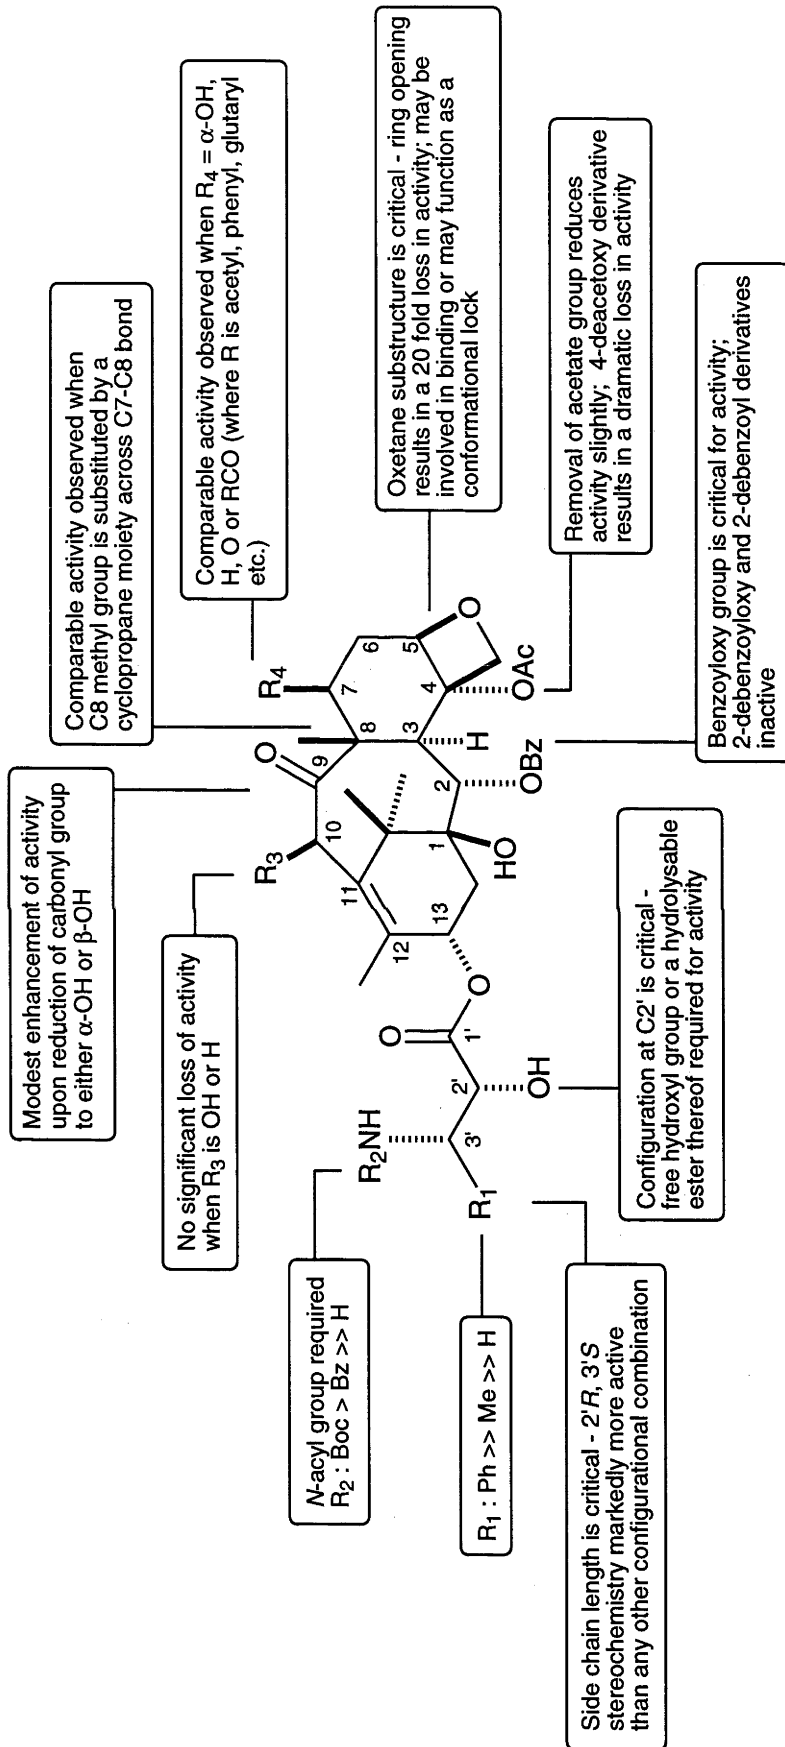 Modest enhancement of activity
upon reduction of carbonyl group
to either α-OH or β-OH
Comparable activity observed when
C8 methyl group is substituted by a
cyclopropane moiety across C7-C8 bond
No significant loss of activity
when R3 is OH or H
Comparable activity observed when R4 = α-OH,
H, O or RCO (where R is acetyl, phenyl, glutaryl
etc.)
N-acyl group required
R2 : Boc > Bz >> H
Oxetane substructure is critical - ring opening
results in a 20 fold loss in activity; may be
involved in binding or may function as a
conformational lock
R1 : Ph >> Me >> H
Removal of acetate group reduces
activity slightly; 4-deacetoxy derivative
results in a dramatic loss in activity
Side chain length is critical - 2'R, 3'S
stereochemistry markedly more active
than any other configurational combination
Configuration at C2' is critical -
free hydroxyl group or a hydrolysable
ester thereof required for activity
Benzoyloxy group is critical for activity;
2-debenzoyloxy and 2-debenzoyl derivatives
inactive
R3
O
R4
10
9
8
7
6
11
12
13
1
2
3
4
5
O
H
HO
OBz
OAc
O
O
1'
2'
3'
R2NH
R1
OH